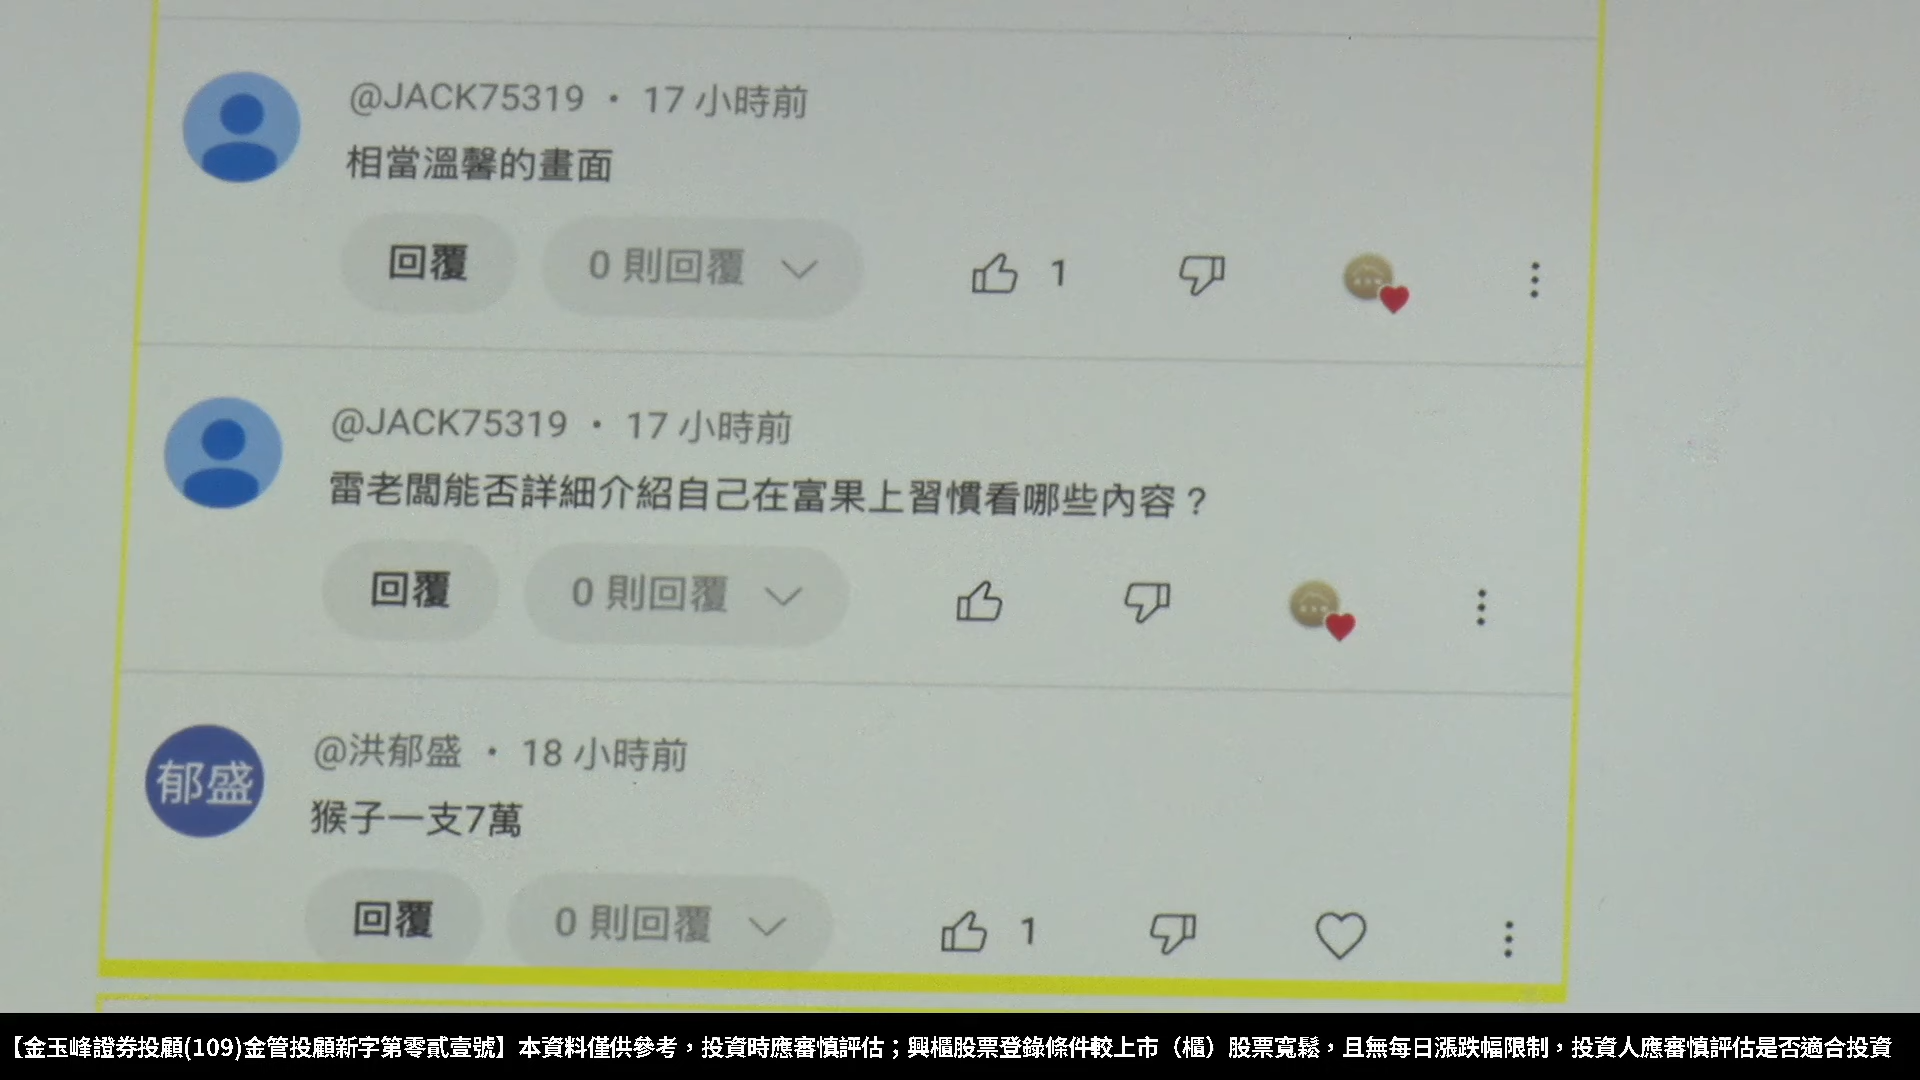 @JACK75319 · 17 小時前
相當溫馨的畫面
回覆 0 則回覆 1
@JACK75319 · 17 小時前
雷老闆能否詳細介紹自己在富果上習慣看哪些內容？
回覆 0 則回覆
郁盛
@洪郁盛 · 18 小時前
猴子一支7萬
回覆 0 則回覆 1
【金玉峰證券投顧(109)金管投顧新字第零貳壹號】本資料僅供參考，投資時應審慎評估；興櫃股票登錄條件較上市（櫃）股票寬鬆，且無每日漲跌幅限制，投資人應審慎評估是否適合投資